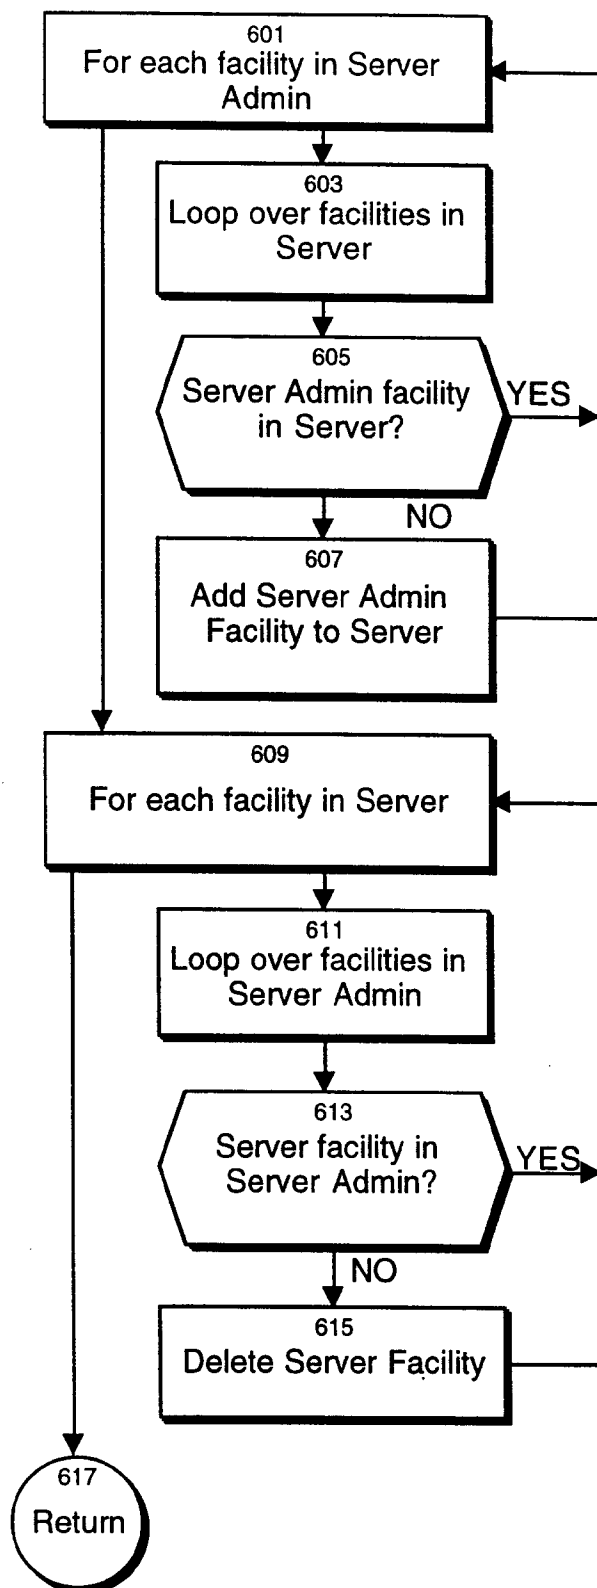 601
For each facility in Server
Admin
603
Loop over facilities in
Server
605
Server Admin facility
in Server?
YES
NO
607
Add Server Admin
Facility to Server
609
For each facility in Server
611
Loop over facilities in
Server Admin
613
Server facility in
Server Admin?
YES
NO
615
Delete Server Facility
617
Return